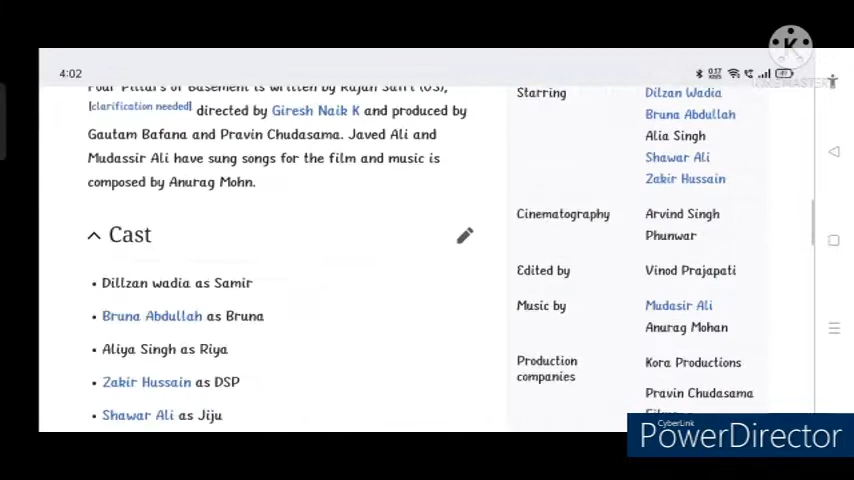 4:02
Four Pillars of Basement is written by Rajan
[clarification needed] directed by Giresh Naik K and produced by
Gautam Bafana and Pravin Chudasama. Javed Ali and
Mudassir Ali have sung songs for the film and music is
composed by Anurag Mohn.
Cast
• Dillzan wadia as Samir
• Bruna Abdullah as Bruna
• Aliya Singh as Riya
• Zakir Hussain as DSP
• Shawar Ali as Jiju
Starring
Dilzan Wadia
Bruna Abdullah
Alia Singh
Shawar Ali
Zakir Hussain
Cinematography
Arvind Singh
Phunwar
Edited by
Vinod Prajapati
Music by
Mudasir Ali
Anurag Mohan
Production
companies
Kora Productions
Pravin Chudasama
K
KINEMASTER
CyberLink
PowerDirector